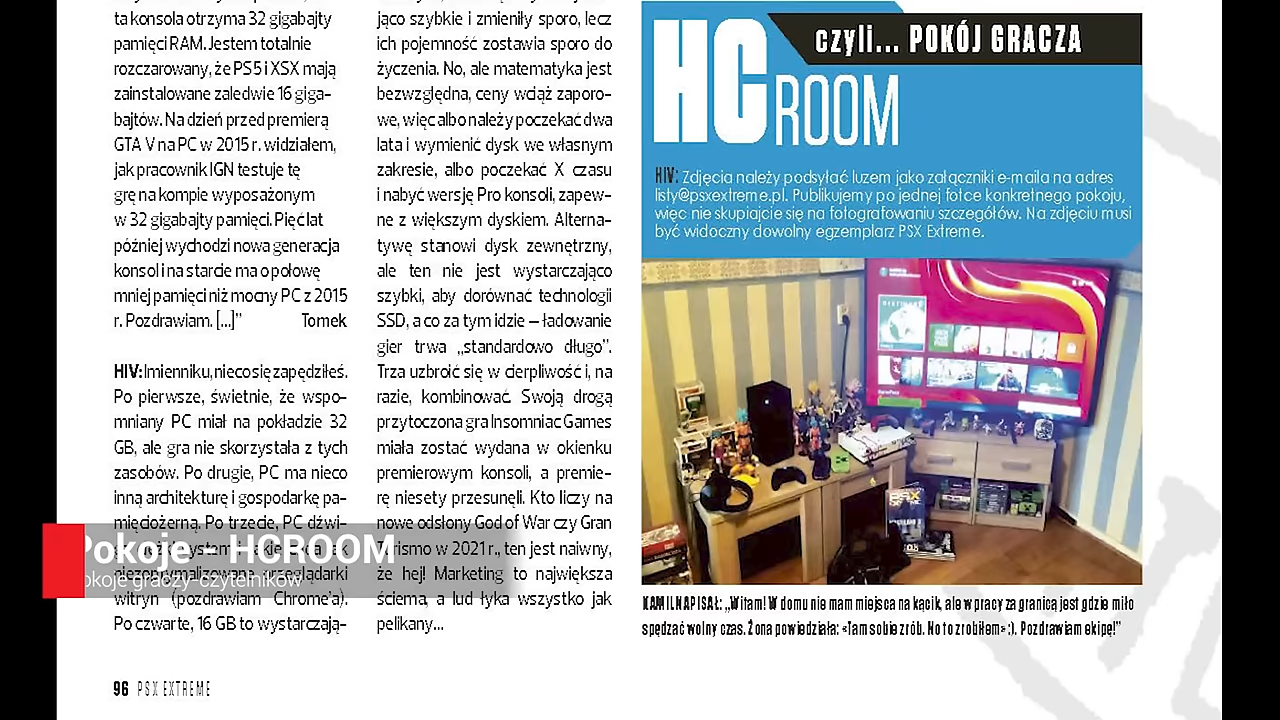 ta konsola otrzyma 32 gigabajty
pamięci RAM. Jestem totalnie
rozczarowany, że PS5 i XSX mają
zainstalowane zaledwie 16 giga-
bajtów. Na dzień przed premierą
GTA V na PC w 2015 r. widziałem,
jak pracownik IGN testuje tę
grę na kompie wyposażonym
w 32 gigabajty pamięci. Pięć lat
później wychodzi nowa generacja
konsol i na starcie ma o połowę
mniej pamięci niż mocny PC z 2015
r. Pozdrawiam. [...]” Tomek
HIV: Imienniku, nieco się zapędziłeś.
Po pierwsze, świetnie, że wspo-
mniany PC miał na pokładzie 32
GB, ale gra nie skorzystała z tych
zasobów. Po drugie, PC ma nieco
inną architekturę i gospodarkę pa-
mięciożerną. Po trzecie, PC dźwi-
witryn (pozdrawiam Chrome’a).
Po czwarte, 16 GB to wystarczają-
jąco szybkie i zmieniły sporo, lecz
ich pojemność zostawia sporo do
życzenia. No, ale matematyka jest
bezwzględna, ceny wciąż zaporo-
we, więc albo należy poczekać dwa
lata i wymienić dysk we własnym
zakresie, albo poczekać X czasu
i nabyć wersję Pro konsoli, zapew-
ne z większym dyskiem. Alterna-
tywę stanowi dysk zewnętrzny,
ale ten nie jest wystarczająco
szybki, aby dorównać technologii
SSD, a co za tym idzie – ładowanie
gier trwa „standardowo długo”.
Trza uzbroić się w cierpliwość i, na
razie, kombinować. Swoją drogą
przytoczona gra Insomniac Games
miała zostać wydana w okienku
premierowym konsoli, a premie-
rę niesety przesunęli. Kto liczy na
nowe odsłony God of War czy Gran
Turismo w 2021 r., ten jest naiwny,
że hej! Marketing to największa
ściema, a lud łyka wszystko jak
pelikany...
HC ROOM
czyli... POKÓJ GRACZA
HIV: Zdjęcia należy podsyłać luzem jako załączniki e-maila na adres
listy@psxextreme.pl. Publikujemy po jednej fotce konkretnego pokoju,
więc nie skupiajcie się na fotografowaniu szczegółów. Na zdjęciu musi
być widoczny dowolny egzemplarz PSX Extreme.
KAMIL NAPISAŁ: „Witam! W domu nie mam miejsca na kącik, ale w pracy za granicą jest gdzie miło
spędzać wolny czas. Żona powiedziała: «Tam sobie zrób. No to zrobiłem» :). Pozdrawiam ekipę!”
Pokoje – HCROOM
pokoje graczy czytelników
96 PSX EXTREME